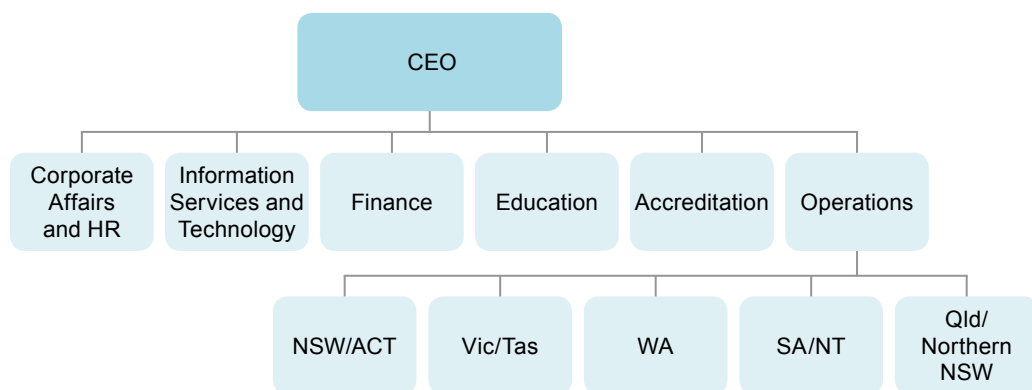 CEO
Corporate
Affairs
and HR
Information
Services and
Technology
Finance
Education
Accreditation
Operations
NSW/ACT
Vic/Tas
WA
SA/NT
Qld/
Northern
NSW